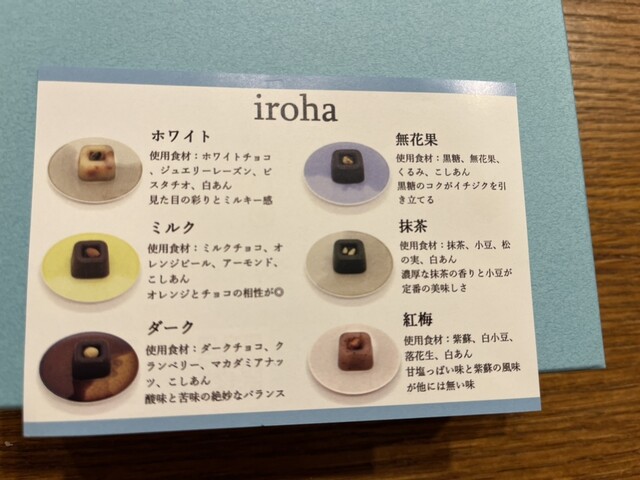 iroha
ホワイト
使用食材：ホワイトチョコ
、ジュエリーレーズン、ピ
スタチオ、白あん
見た目の彩りとミルキー感
ミルク
使用食材：ミルクチョコ、オ
レンジピール、アーモンド、
こしあん
オレンジとチョコの相性が◎
ダーク
使用食材：ダークチョコ、ク
ランベリー、マカダミアナッ
ツ、こしあん
酸味と苦味の絶妙なバランス
無花果
使用食材：黒糖、無花果、
くるみ、こしあん
黒糖のコクがイチジクを引
き立てる
抹茶
使用食材：抹茶、小豆、松
の実、白あん
濃厚な抹茶の香りと小豆が
定番の美味しさ
紅梅
使用食材：紫蘇、白小豆、
落花生、白あん
甘塩っぱい味と紫蘇の風味
が他には無い味